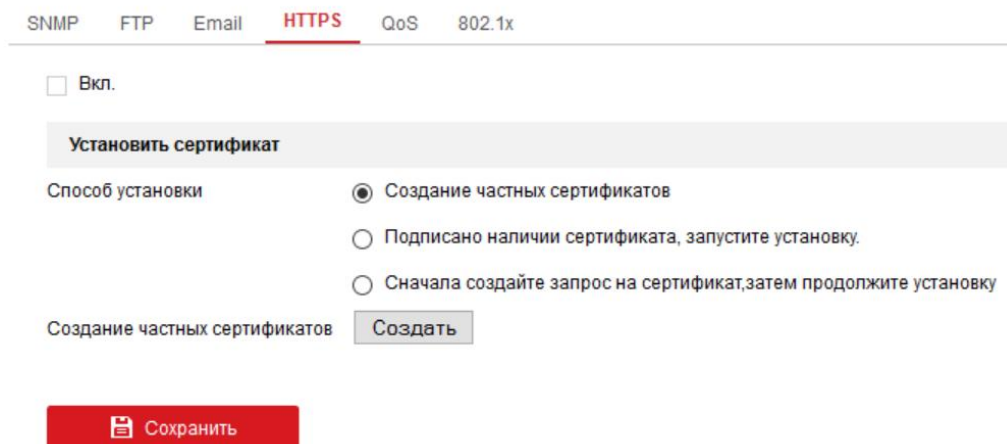 SNMP FTP Email HTTPS QoS 802.1x
Вкл.
Установить сертификат
Способ установки Создание частных сертификатов
Подписано наличии сертификата, запустите установку.
Сначала создайте запрос на сертификат,затем продолжите установку
Создание частных сертификатов Создать
Сохранить